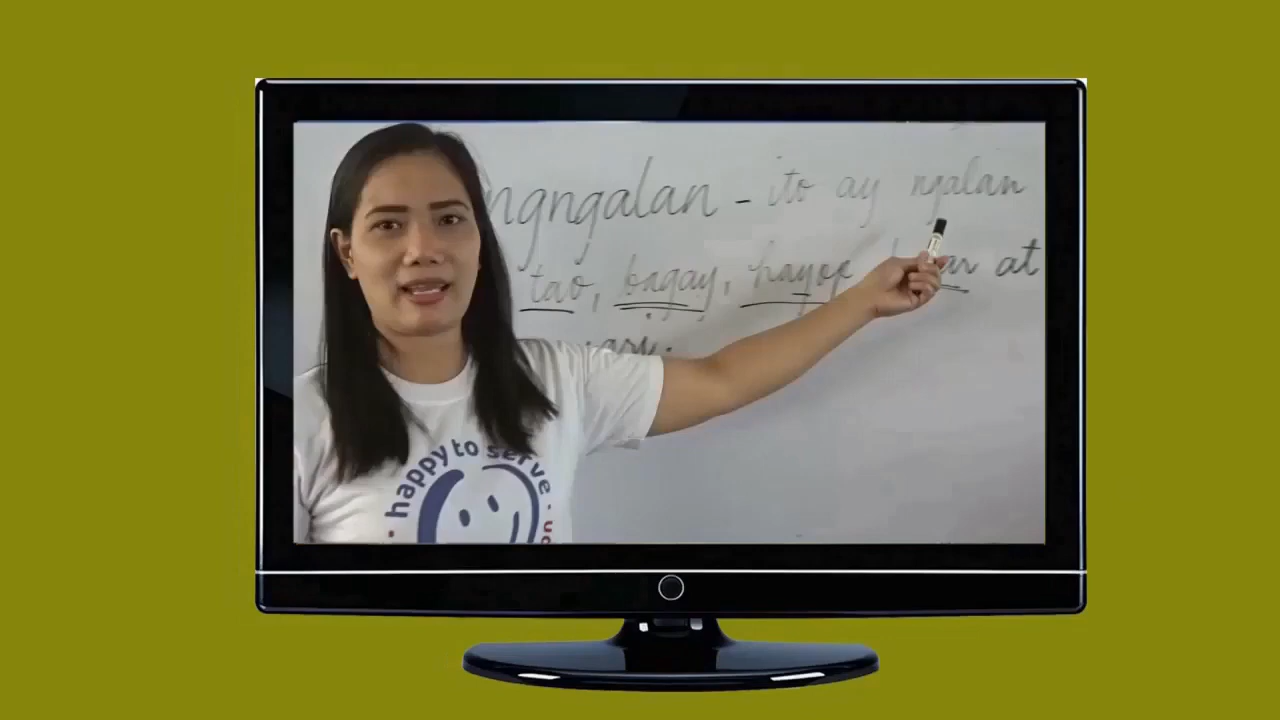 ngngalan - ito ay ngalan
tao, bagay, hayop at
happy to serve